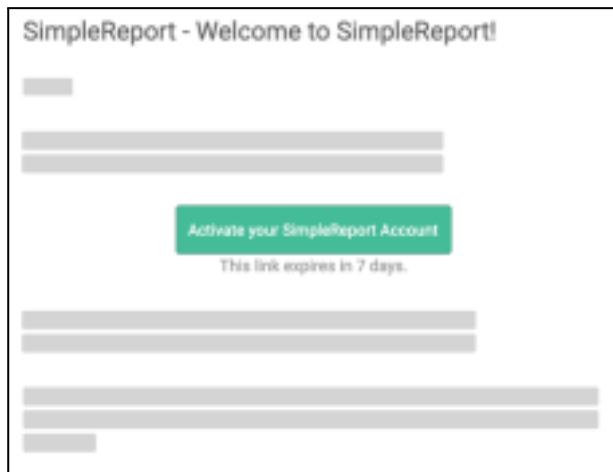 SimpleReport - Welcome to SimpleReport!
Activate your SimpleReport Account
This link expires in 7 days.